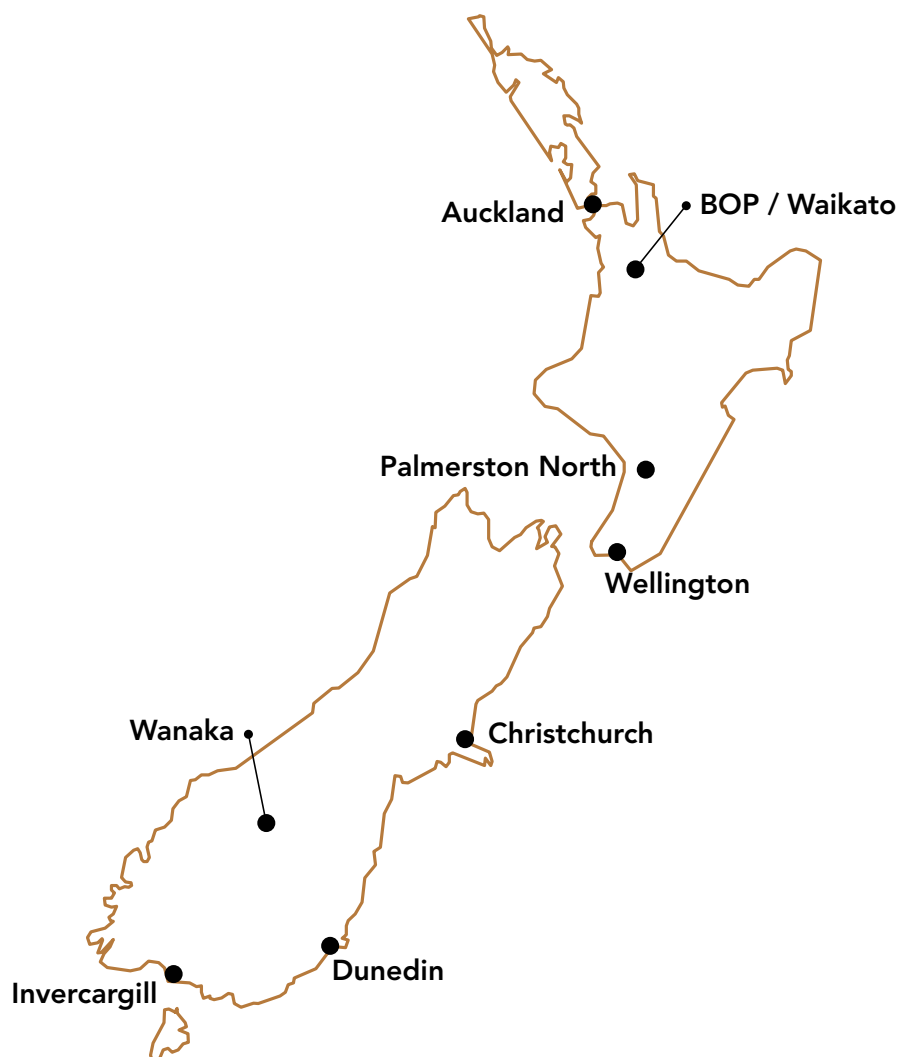 Auckland
BOP / Waikato
Palmerston North
Wellington
Wanaka
Christchurch
Dunedin
Invercargill